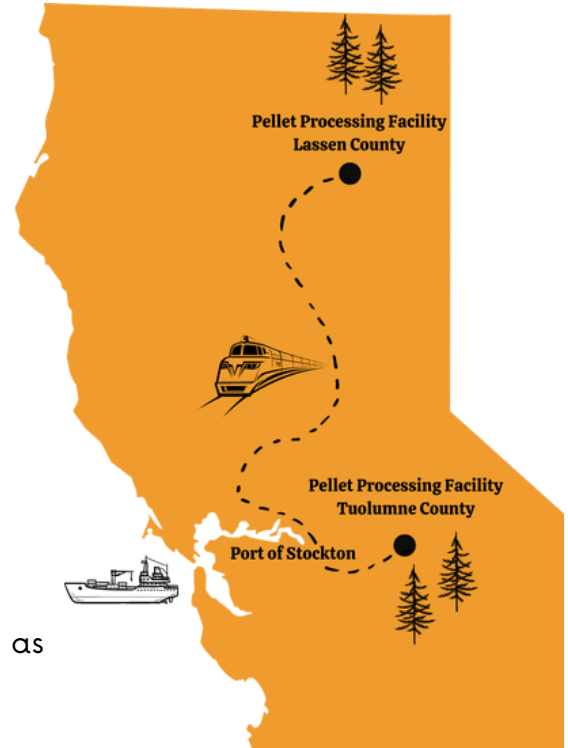 Pellet Processing Facility
Lassen County
Pellet Processing Facility
Tuolumne County
Port of Stockton
as